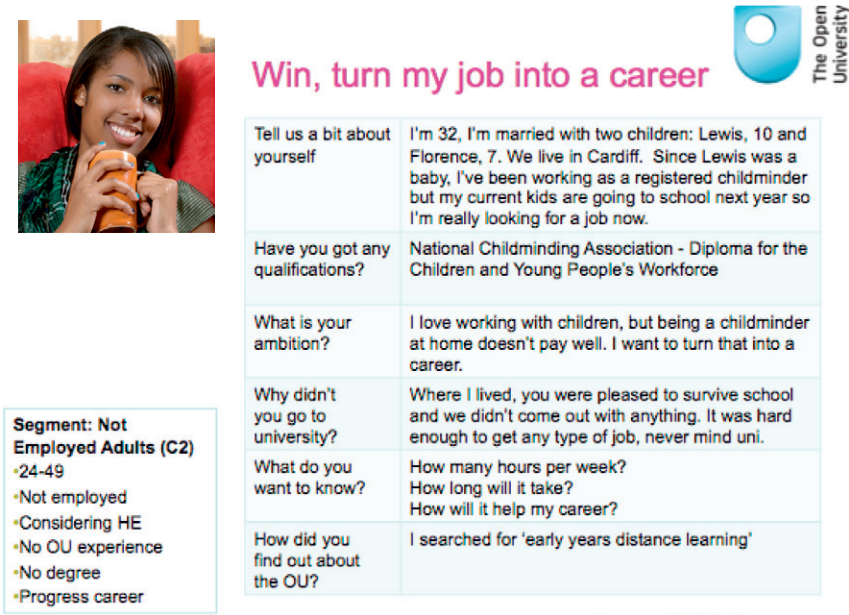 Win, turn my job into a career
The Open
University
Tell us a bit about
yourself
I'm 32, I'm married with two children: Lewis, 10 and
Florence, 7. We live in Cardiff.  Since Lewis was a
baby, I've been working as a registered childminder
but my current kids are going to school next year so
I'm really looking for a job now.
Have you got any
qualifications?
National Childminding Association - Diploma for the
Children and Young People's Workforce
What is your
ambition?
I love working with children, but being a childminder
at home doesn't pay well. I want to turn that into a
career.
Why didn't
you go to
university?
Where I lived, you were pleased to survive school
and we didn't come out with anything. It was hard
enough to get any type of job, never mind uni.
What do you
want to know?
How many hours per week?
How long will it take?
How will it help my career?
How did you
find out about
the OU?
I searched for 'early years distance learning'
Segment: Not
Employed Adults (C2)
•24-49
•Not employed
•Considering HE
•No OU experience
•No degree
•Progress career